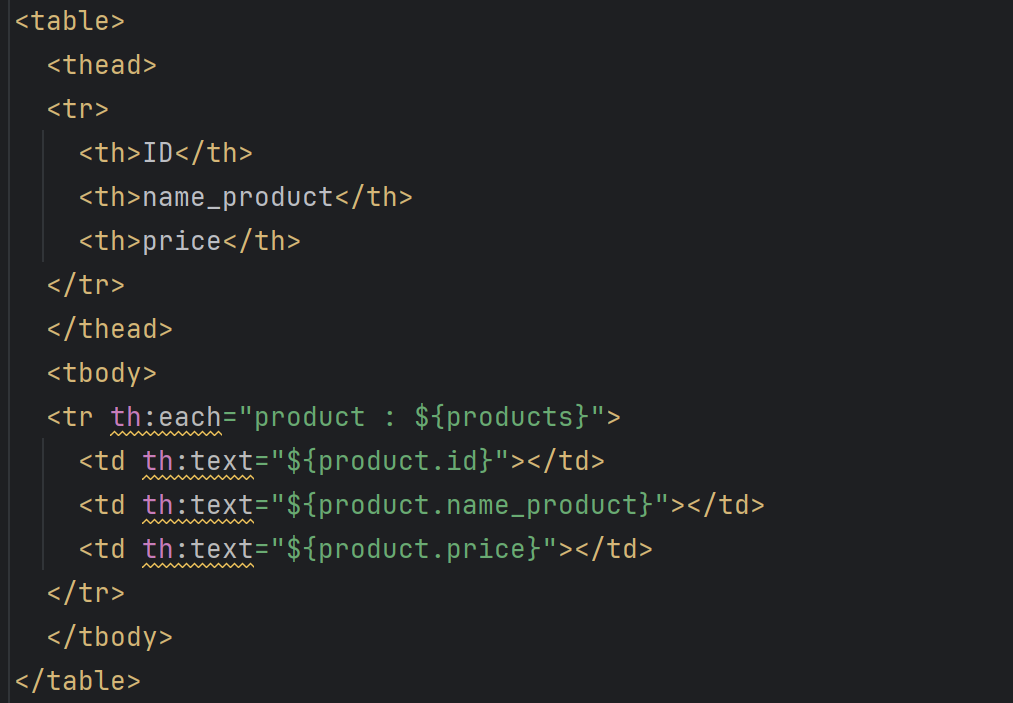 <table>
<thead>
<tr>
<th>ID</th>
<th>name_product</th>
<th>price</th>
</tr>
</thead>
<tbody>
<tr th:each="product : ${products}">
<td th:text="${product.id}"></td>
<td th:text="${product.name_product}"></td>
<td th:text="${product.price}"></td>
</tr>
</tbody>
</table>